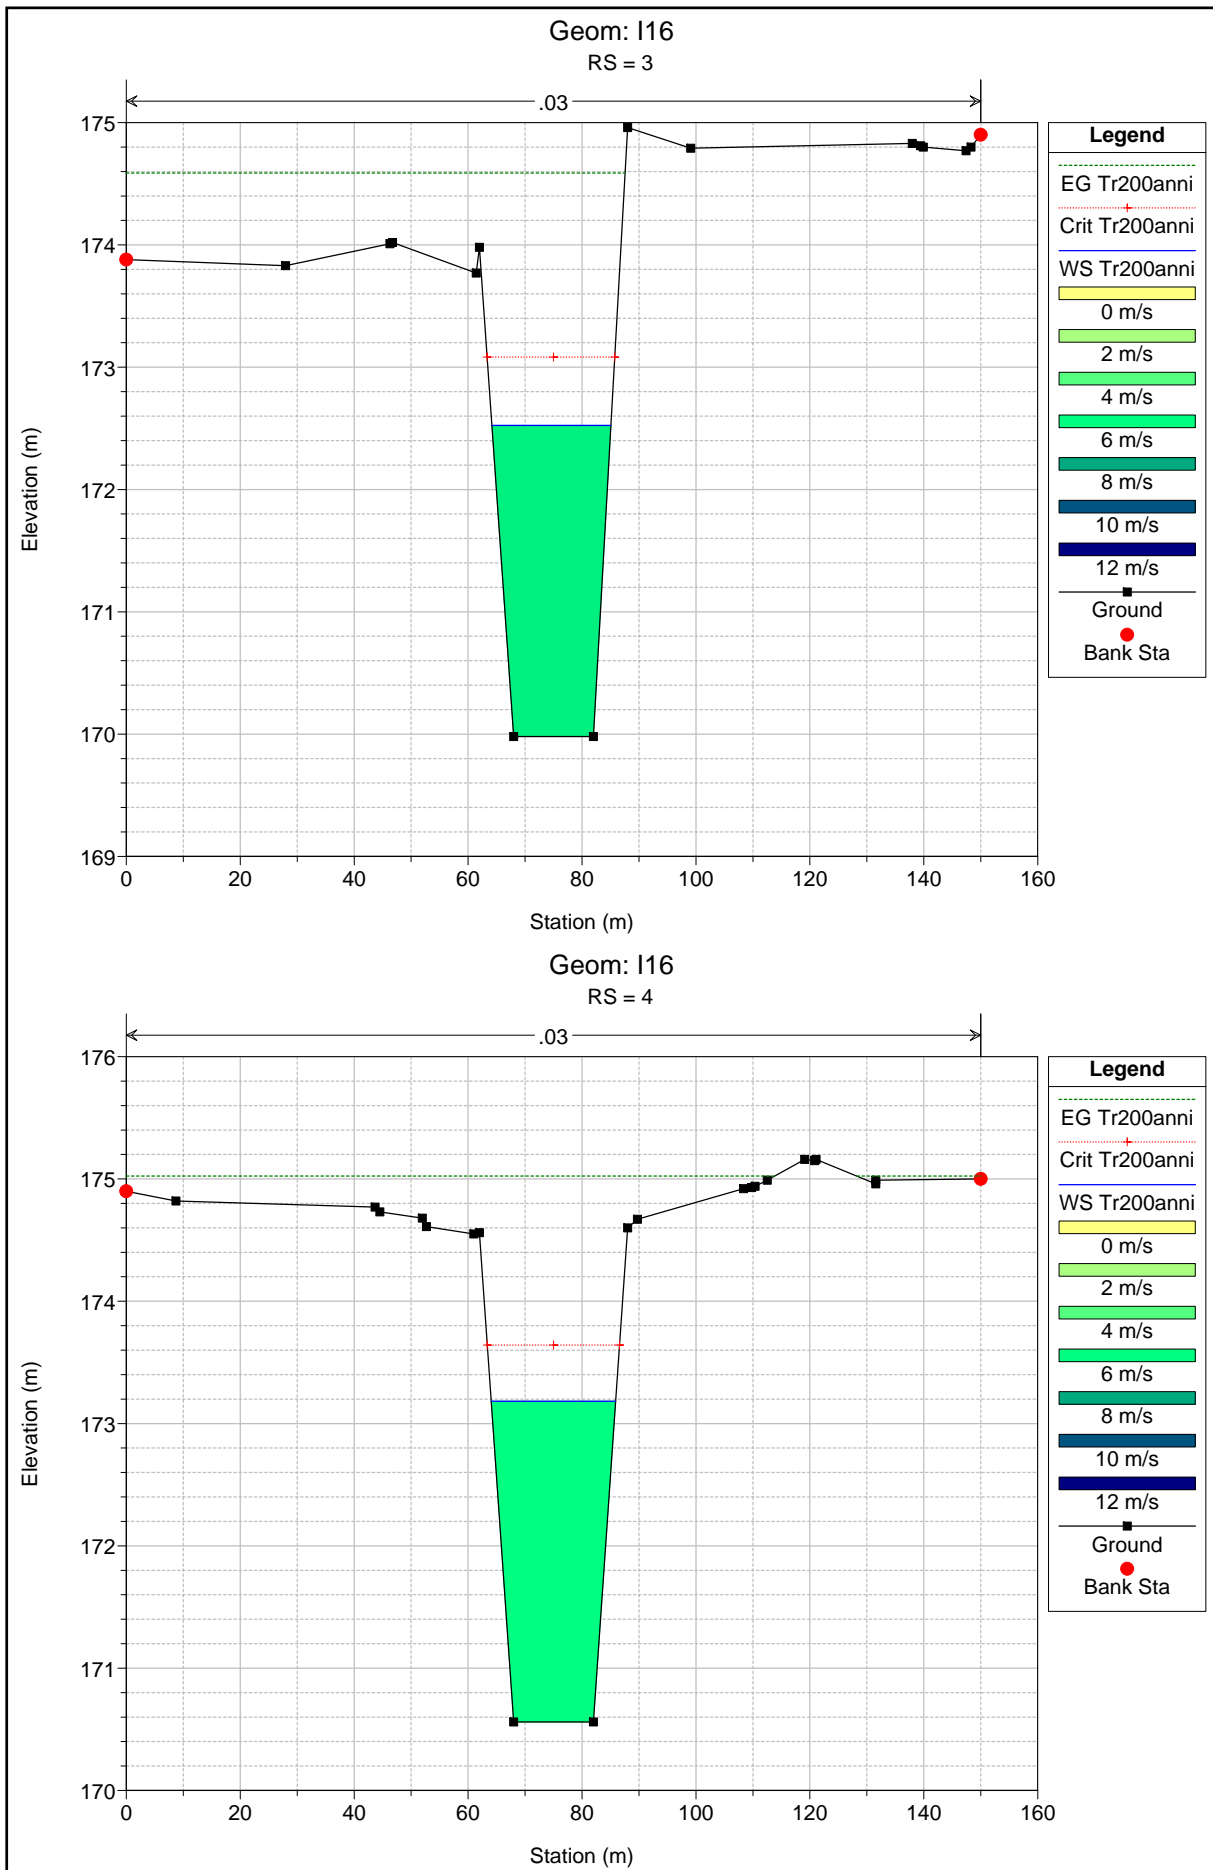 Geom: I16
RS = 3
.03
175
174
173
172
171
170
169
Elevation (m)
0 20 40 60 80 100 120 140 160
Station (m)
Legend
EG Tr200anni
Crit Tr200anni
WS Tr200anni
0 m/s
2 m/s
4 m/s
6 m/s
8 m/s
10 m/s
12 m/s
Ground
Bank Sta
Geom: I16
RS = 4
.03
176
175
174
173
172
171
170
Elevation (m)
0 20 40 60 80 100 120 140 160
Station (m)
Legend
EG Tr200anni
Crit Tr200anni
WS Tr200anni
0 m/s
2 m/s
4 m/s
6 m/s
8 m/s
10 m/s
12 m/s
Ground
Bank Sta